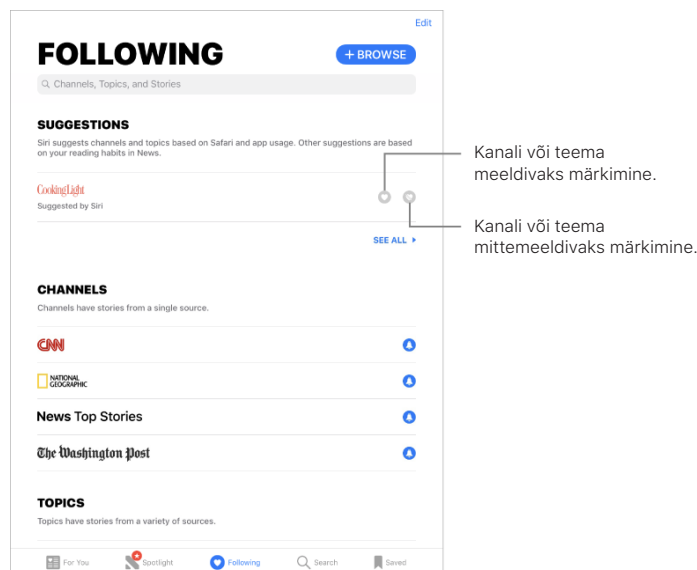 Edit
FOLLOWING
+ BROWSE
Channels, Topics, and Stories
SUGGESTIONS
Siri suggests channels and topics based on Safari and app usage. Other suggestions are based
on your reading habits in News.
Kanali või teema
meeldivaks märkimine.
CookingLight
Suggested by Siri
Kanali või teema
mittemeeldivaks märkimine.
SEE ALL
CHANNELS
Channels have stories from a single source.
CNN
NATIONAL
GEOGRAPHIC
News Top Stories
The Washington Post
TOPICS
Topics have stories from a variety of sources.
For You
Spotlight
Following
Search
Saved